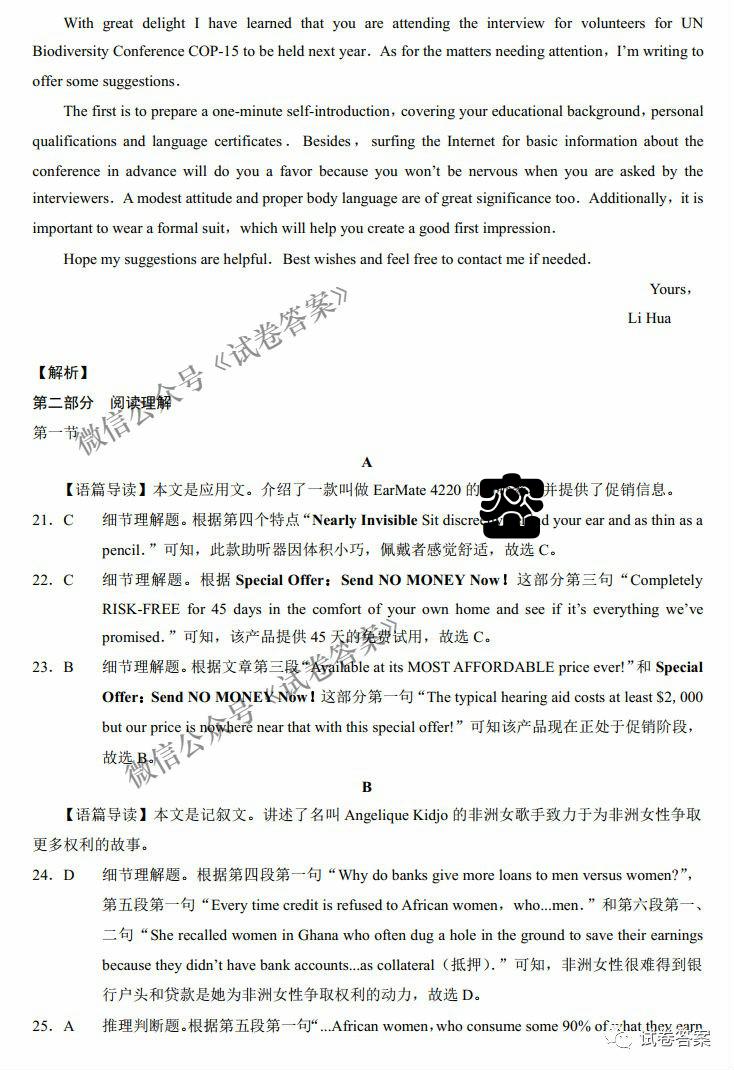 With great delight I have learned that you are attending the interview for volunteers for UN
Biodiversity Conference COP-15 to be held next year. As for the matters needing attention, I'm writing to
offer some suggestions.
The first is to prepare a one-minute self-introduction, covering your educational background, personal
qualifications and language certificates. Besides, surfing the Internet for basic information about the
conference in advance will do you a favor because you won't be nervous when you are asked by the
interviewers. A modest attitude and proper body language are of great significance too. Additionally, it is
important to wear a formal suit, which will help you create a good first impression.
Hope my suggestions are helpful. Best wishes and feel free to contact me if needed.
Yours,
Li Hua
微信公众号《试卷答案》
【解析】
第二部分 阅读理解
第一节
A
【语篇导读】本文是应用文。介绍了一款叫做 EarMate 4220 的 并提供了促销信息。
21. C 细节理解题。根据第四个特点“Nearly Invisible Sit your ear and as thin as a
pencil.”可知，此款助听器因体积小巧，佩戴者感觉舒适，故选 C。
22. C 细节理解题。根据 Special Offer: Send NO MONEY Now! 这部分第三句“Completely
RISK-FREE for 45 days in the comfort of your own home and see if it's everything we've
promised.”可知，该产品提供 45 天的免费试用，故选 C。
23. B 细节理解题。根据文章第三段“Available at its MOST AFFORDABLE price ever!”和 Special
Offer: Send NO MONEY Now! 这部分第一句“The typical hearing aid costs at least $2, 000
but our price is nowhere near that with this special offer!”可知该产品现在正处于促销阶段，
故选 B。
微信公众号《试卷答案》
B
【语篇导读】本文是记叙文。讲述了名叫 Angelique Kidjo 的非洲女歌手致力于为非洲女性争取
更多权利的故事。
24. D 细节理解题。根据第四段第一句“Why do banks give more loans to men versus women?”，
第五段第一句“Every time credit is refused to African women, who...men.”和第六段第一、
二句“She recalled women in Ghana who often dug a hole in the ground to save their earnings
because they didn't have bank accounts...as collateral（抵押）.”可知，非洲女性很难得到银
行户头和贷款是她为非洲女性争取权利的动力，故选 D。
25. A 推理判断题。根据第五段第一句“...African women, who consume some 90% of what they earn
试卷答案